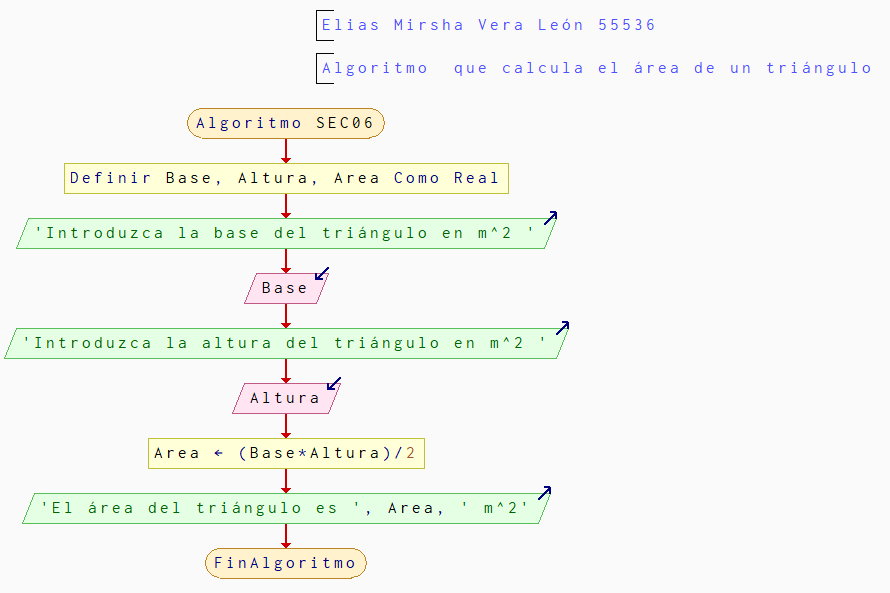 Elias Mirsha Vera León 55536
Algoritmo  que calcula el área de un triángulo
Algoritmo SEC06
Definir Base, Altura, Area Como Real
'Introduzca la base del triángulo en m^2 '
Base
'Introduzca la altura del triángulo en m^2 '
Altura
Area ← (Base*Altura)/2
'El área del triángulo es ', Area, ' m^2'
FinAlgoritmo